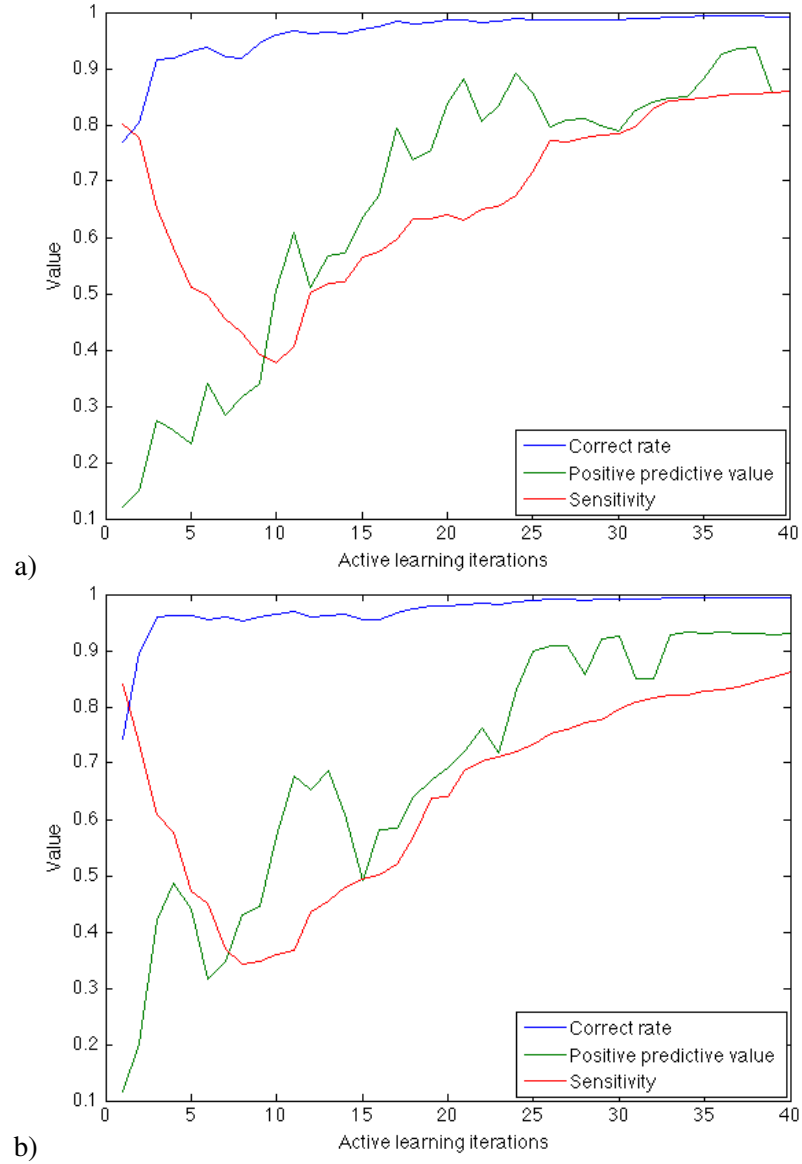 1
0.9
0.8
0.7
0.6
0.5
0.4
0.3
0.2
0.1
Value
0 5 10 15 20 25 30 35 40
Active learning iterations
Correct rate
Positive predictive value
Sensitivity
a)
1
0.9
0.8
0.7
0.6
0.5
0.4
0.3
0.2
0.1
Value
0 5 10 15 20 25 30 35 40
Active learning iterations
Correct rate
Positive predictive value
Sensitivity
b)